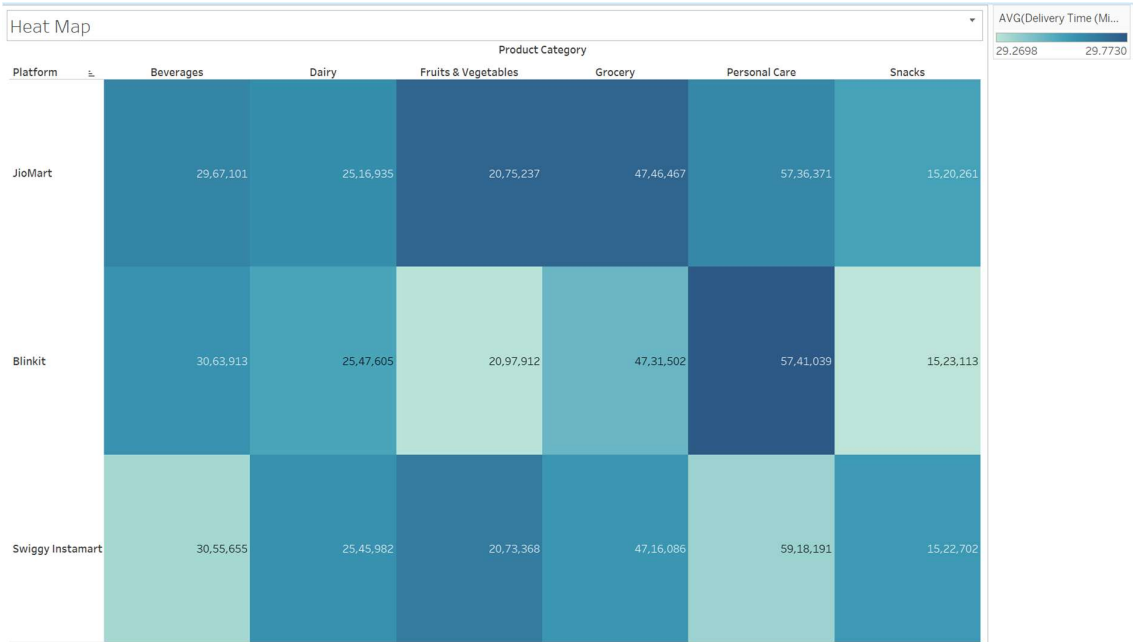 Heat Map
AVG(Delivery Time (Mi...
29.2698 29.7730
Product Category
Platform Beverages Dairy Fruits & Vegetables Grocery Personal Care Snacks
JioMart 29,67,101 25,16,935 20,75,237 47,46,467 57,36,371 15,20,261
Blinkit 30,63,913 25,47,605 20,97,912 47,31,502 57,41,039 15,23,113
Swiggy Instamart 30,55,655 25,45,982 20,73,368 47,16,086 59,18,191 15,22,702